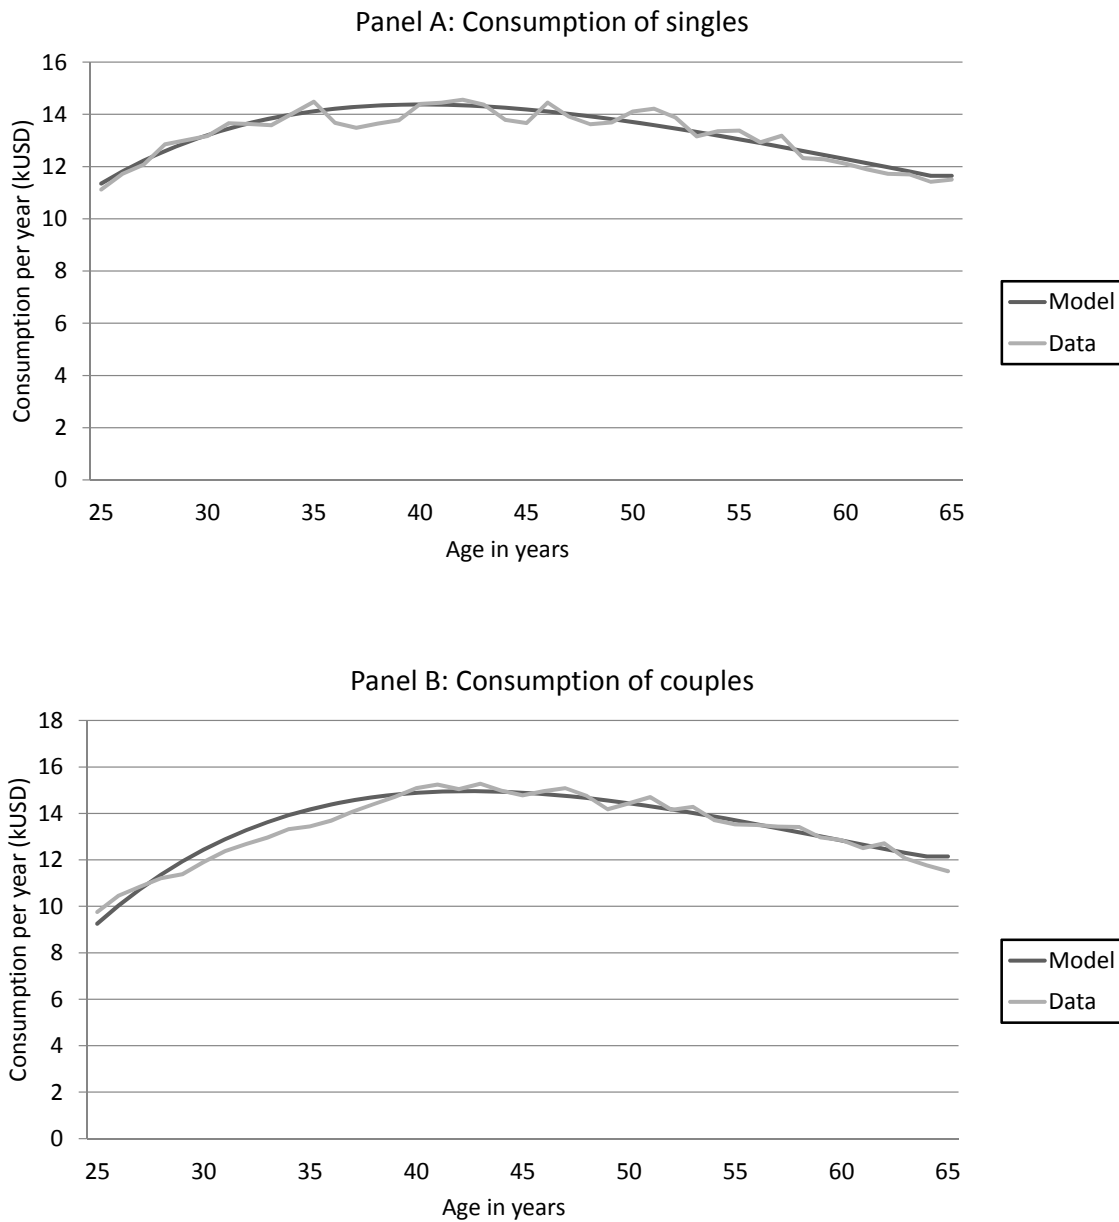 Panel A: Consumption of singles
16
14
12
10
8
6
4
2
0
Consumption per year (kUSD)
25 30 35 40 45 50 55 60 65
Age in years
Model
Data
Panel B: Consumption of couples
18
16
14
12
10
8
6
4
2
0
Consumption per year (kUSD)
25 30 35 40 45 50 55 60 65
Age in years
Model
Data